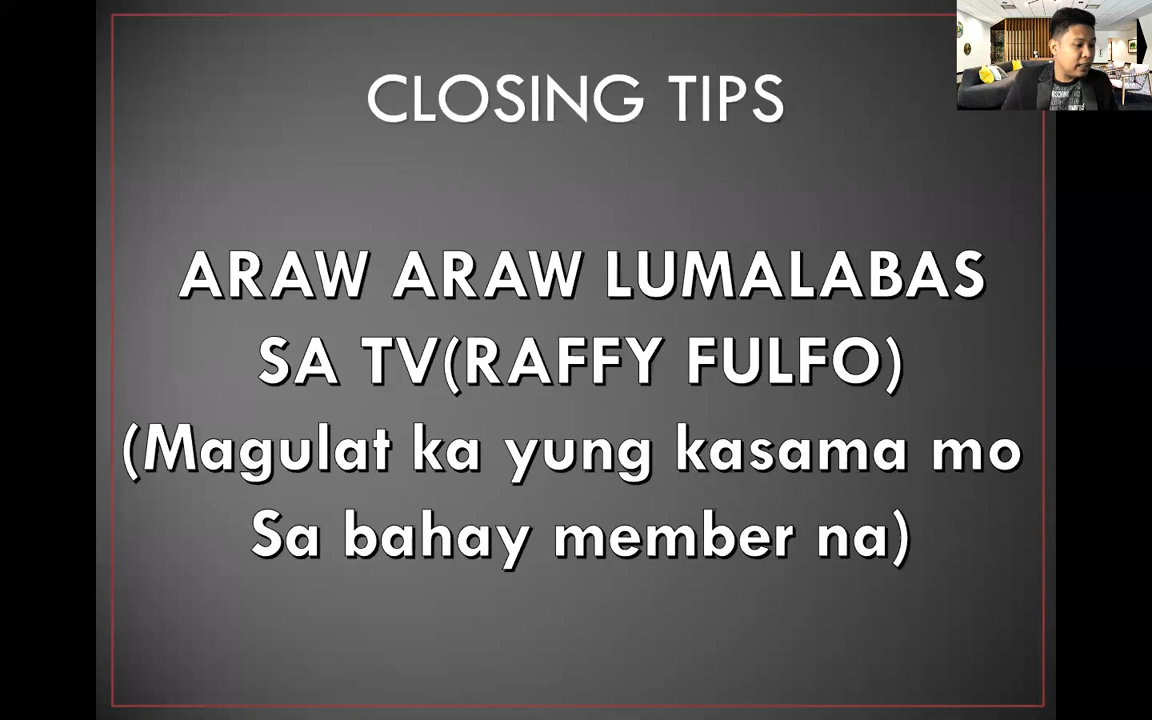 CLOSING TIPS
ARAW ARAW LUMALABAS
SA TV(RAFFY FULFO)
(Magulat ka yung kasama mo
Sa bahay member na)